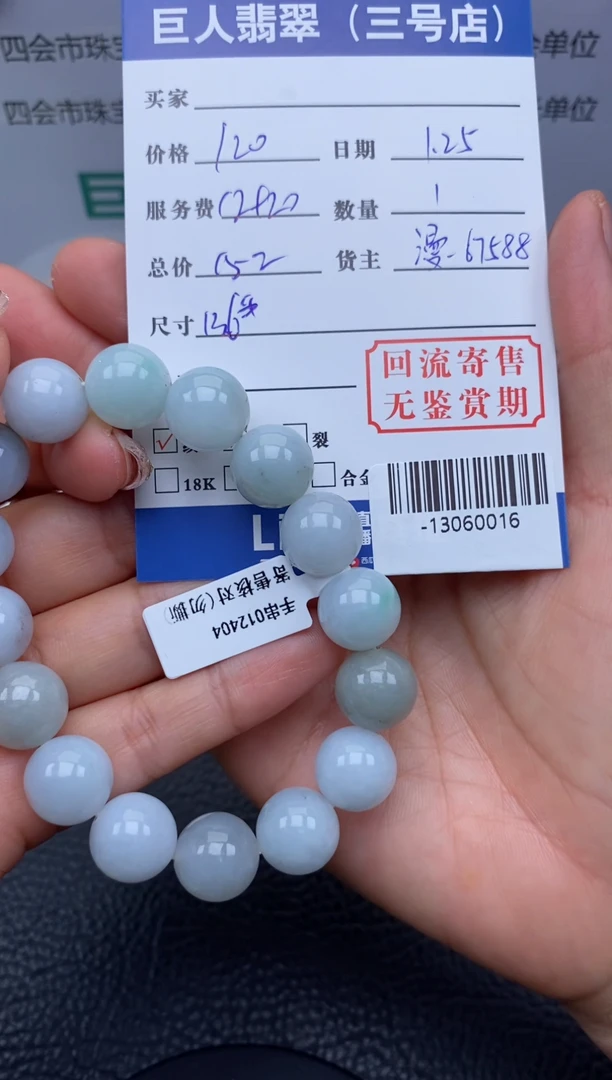 巨人翡翠（三号店）
四会市珠宝
单位
四会市珠宝
单位
买家
价格 120 日期 1.25
服务费 数量 1
总价 152 货主 漫-67588
尺寸
回流寄售
无鉴赏期
裂
18K 合金
-13060016
手串012404
寄售核对(勿撕)